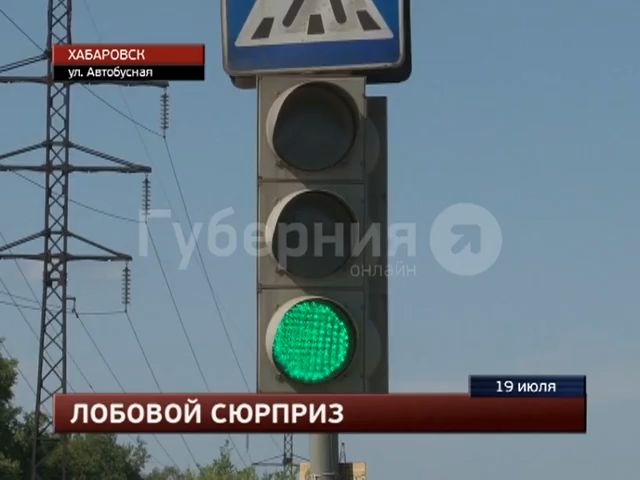 ХАБАРОВСК
ул. Автобусная
Губерния
онлайн
19 июля
ЛОБОВОЙ СЮРПРИЗ